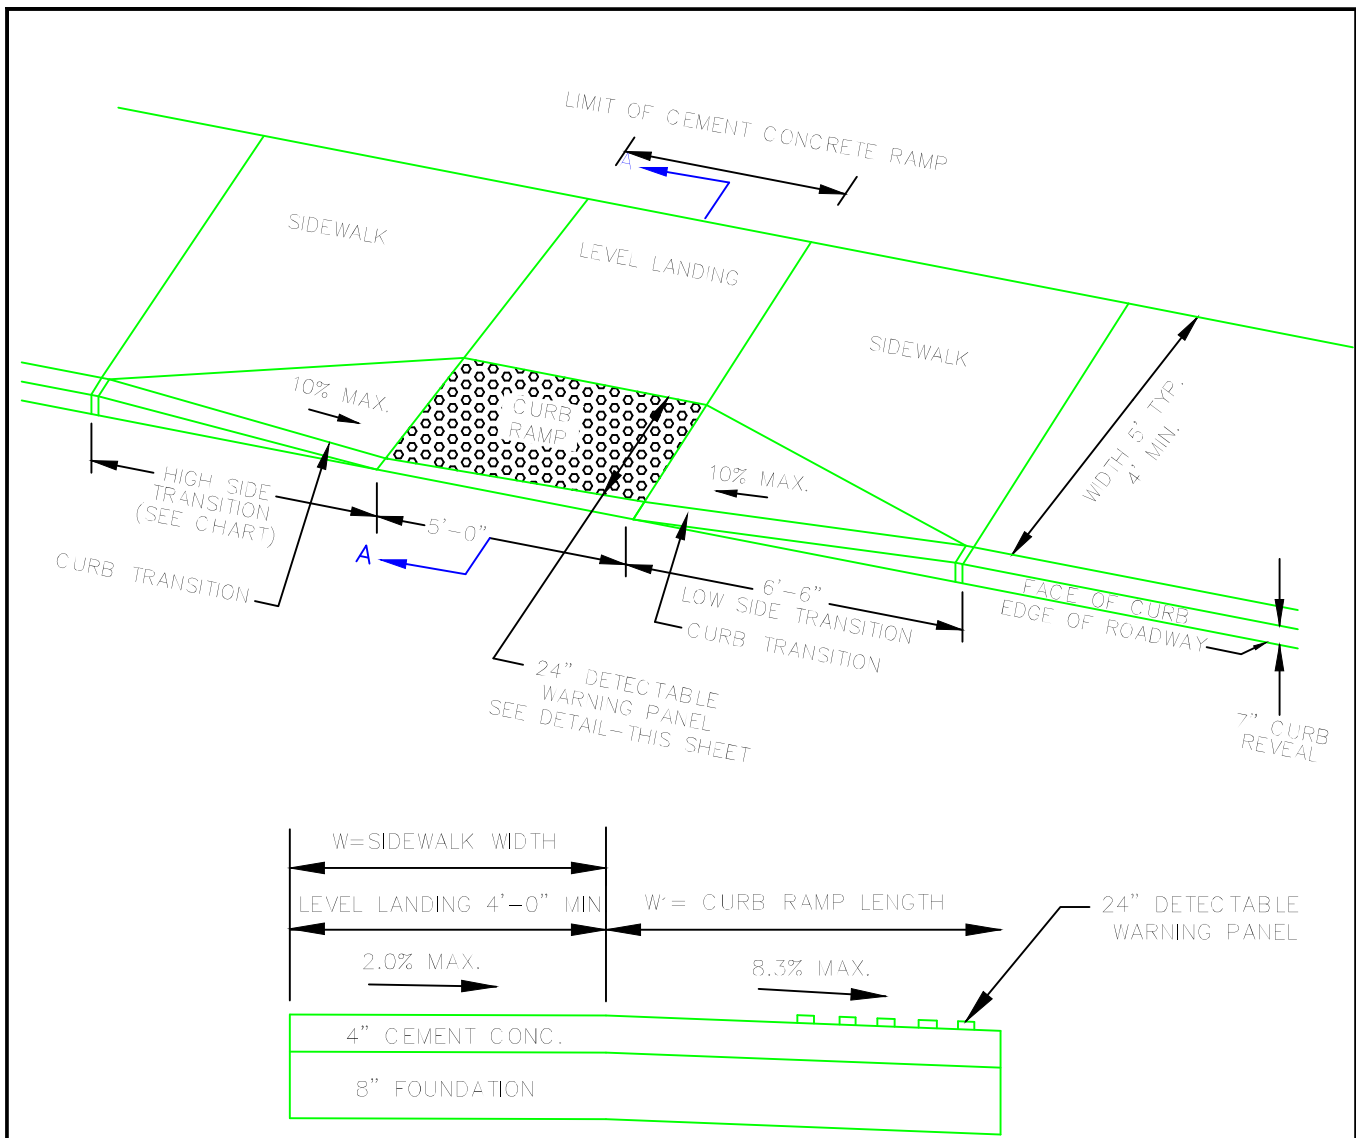 LIMIT OF CEMENT CONCRETE RAMP
A
SIDEWALK
LEVEL LANDING
SIDEWALK
10% MAX.
CURB
RAMP
WIDTH 5' TYP.
4' MIN.
10% MAX.
HIGH SIDE
TRANSITION
(SEE CHART)
5'-0"
A
CURB TRANSITION
6'-6"
LOW SIDE TRANSITION
CURB TRANSITION
FACE OF CURB
EDGE OF ROADWAY
24" DETECTABLE
WARNING PANEL
SEE DETAIL-THIS SHEET
7" CURB
REVEAL
W=SIDEWALK WIDTH
LEVEL LANDING 4'-0" MIN
W'= CURB RAMP LENGTH
24" DETECTABLE
WARNING PANEL
2.0% MAX.
8.3% MAX.
4" CEMENT CONC.
8" FOUNDATION